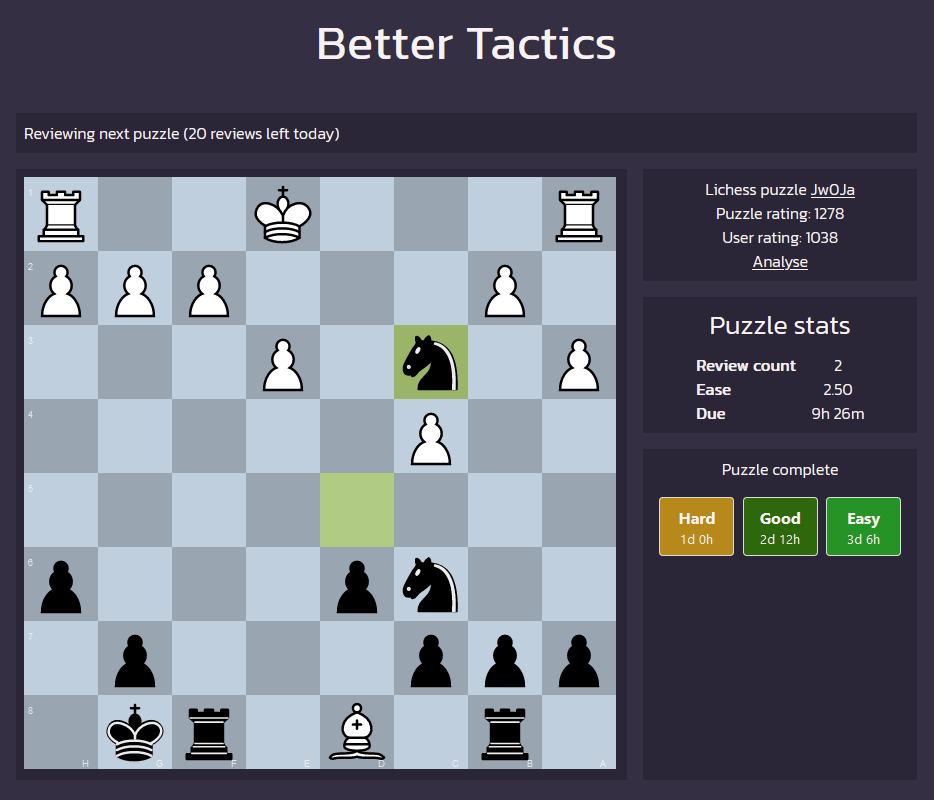 Better Tactics
Reviewing next puzzle (20 reviews left today)
1
2
3
4
5
6
7
8
H G F E D C B A
Lichess puzzle JwOJa
Puzzle rating: 1278
User rating: 1038
Analyse
Puzzle stats
Review count 2
Ease 2.50
Due 9h 26m
Puzzle complete
Hard Good Easy
1d 0h 2d 12h 3d 6h